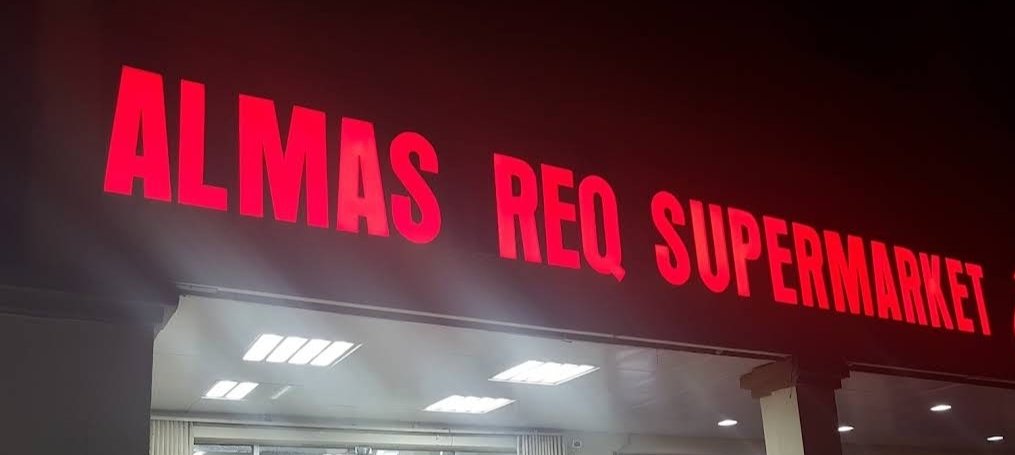 ALMAS REQ SUPERMARKET